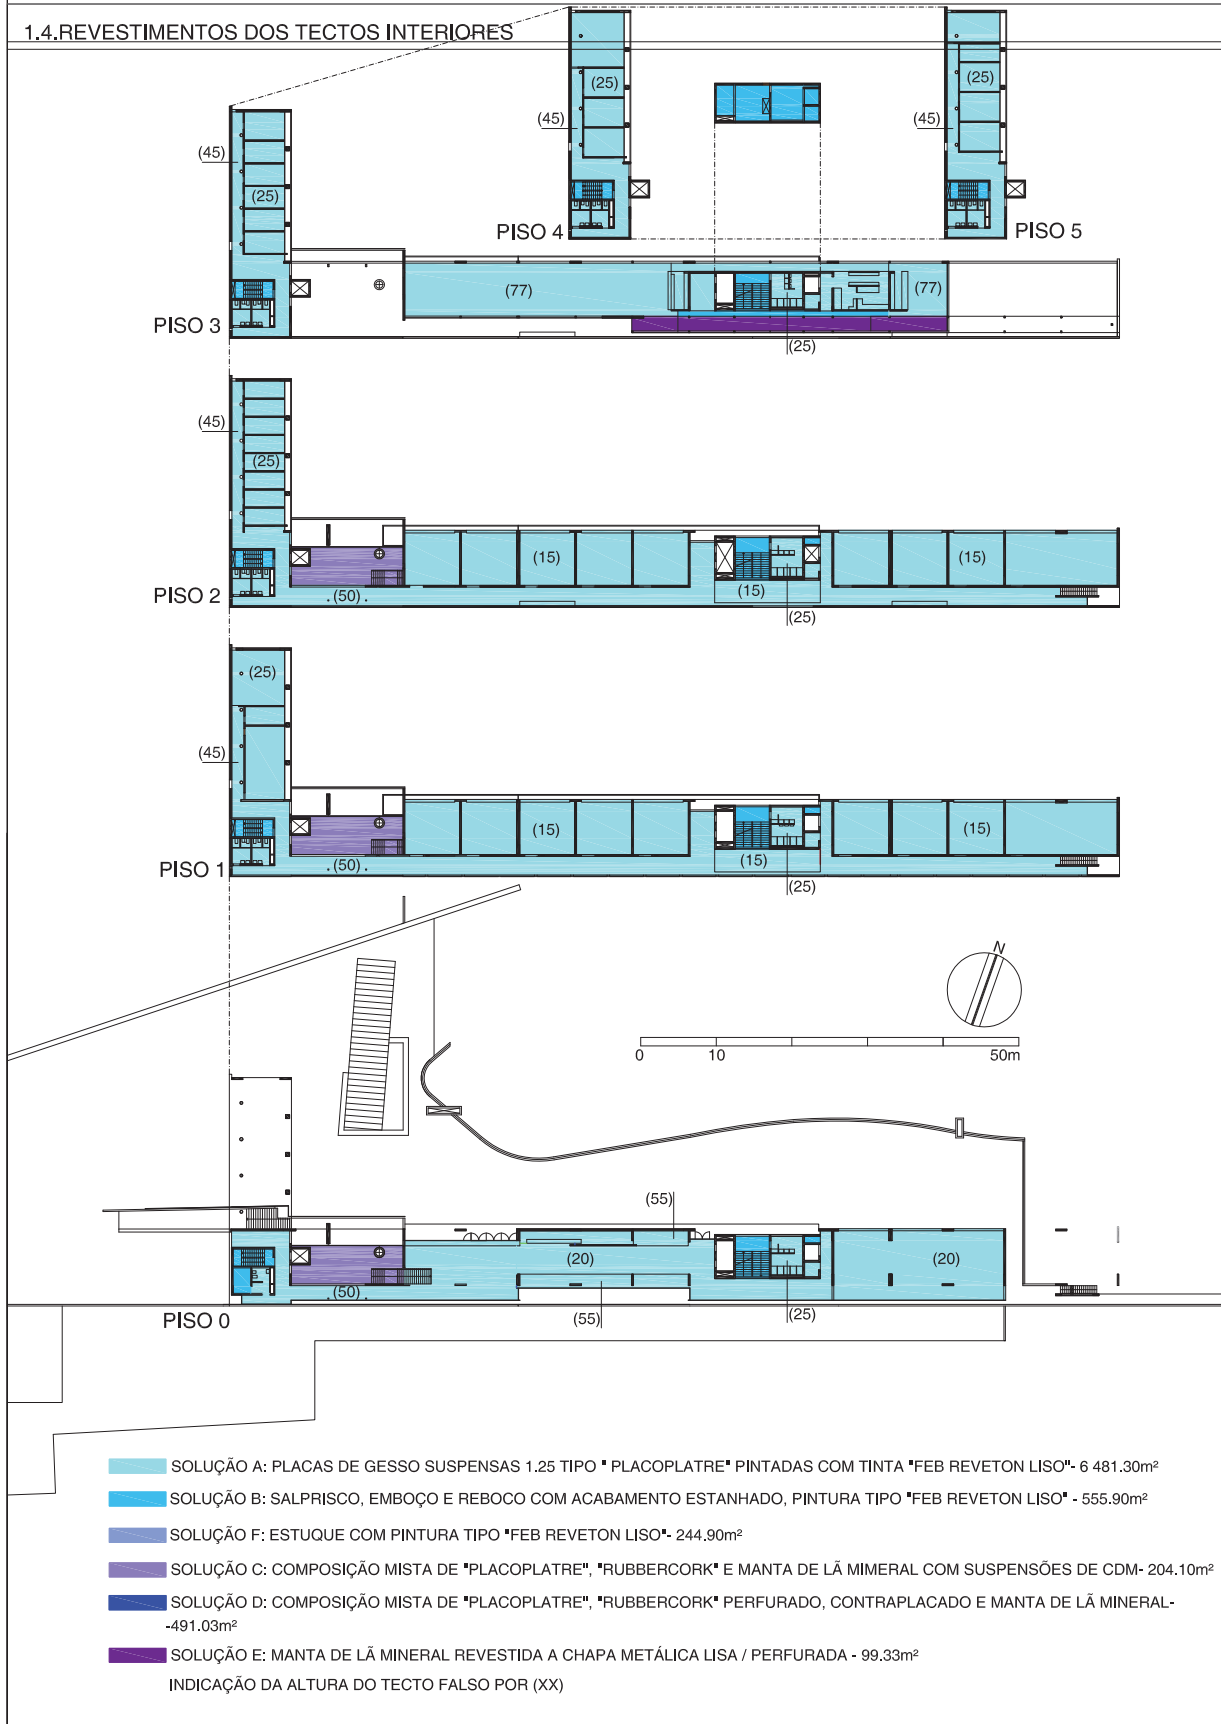 1.4.REVESTIMENTOS DOS TECTOS INTERIORES
(25)
(25)
(45)
(45)
(45)
(25)
PISO 4
PISO 5
(77)
(77)
PISO 3
(25)
(45)
(25)
(15)
(15)
(15)
(50)
PISO 2
(25)
(25)
(45)
(15)
(15)
(15)
(50)
PISO 1
(25)
N
0
10
50m
(55)
(20)
(20)
(50)
(55)
(25)
PISO 0
SOLUÇÃO A: PLACAS DE GESSO SUSPENSAS 1.25 TIPO " PLACOPLATRE" PINTADAS COM TINTA "FEB REVETON LISO"- 6 481.30m²
SOLUÇÃO B: SALPRISCO, EMBOÇO E REBOCO COM ACABAMENTO ESTANHADO, PINTURA TIPO "FEB REVETON LISO" - 555.90m²
SOLUÇÃO F: ESTUQUE COM PINTURA TIPO "FEB REVETON LISO"- 244.90m²
SOLUÇÃO C: COMPOSIÇÃO MISTA DE "PLACOPLATRE", "RUBBERCORK" E MANTA DE LÃ MIMERAL COM SUSPENSÕES DE CDM- 204.10m²
SOLUÇÃO D: COMPOSIÇÃO MISTA DE "PLACOPLATRE", "RUBBERCORK" PERFURADO, CONTRAPLACADO E MANTA DE LÃ MINERAL-
-491.03m²
SOLUÇÃO E: MANTA DE LÃ MINERAL REVESTIDA A CHAPA METÁLICA LISA / PERFURADA - 99.33m²
INDICAÇÃO DA ALTURA DO TECTO FALSO POR (XX)